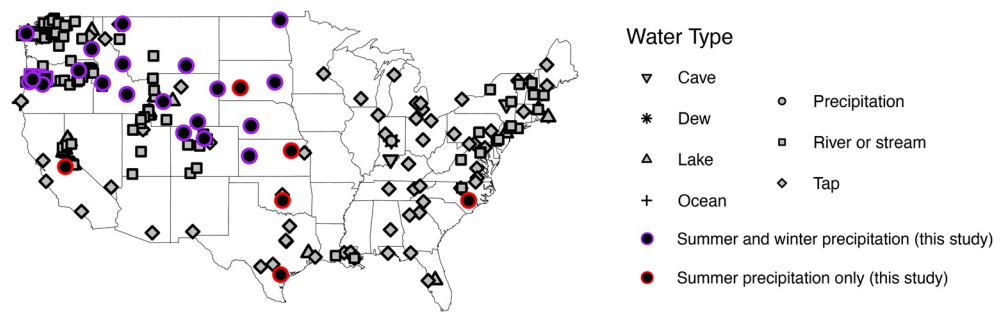 Water Type
Cave
Dew
Lake
Ocean
Precipitation
River or stream
Tap
Summer and winter precipitation (this study)
Summer precipitation only (this study)